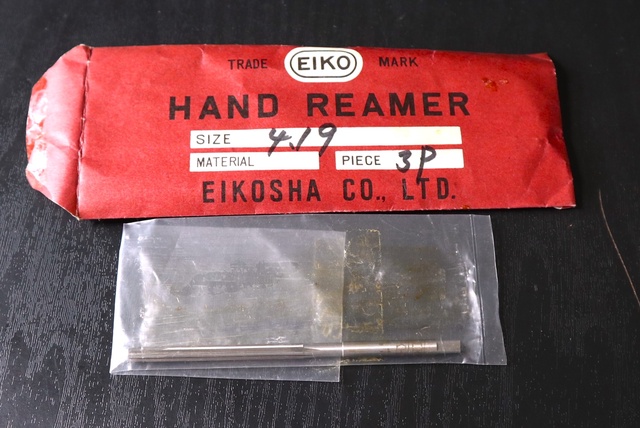 TRADE EIKO MARK
HAND REAMER
SIZE 4.19
MATERIAL PIECE 3P
EIKOSHA CO., LTD.